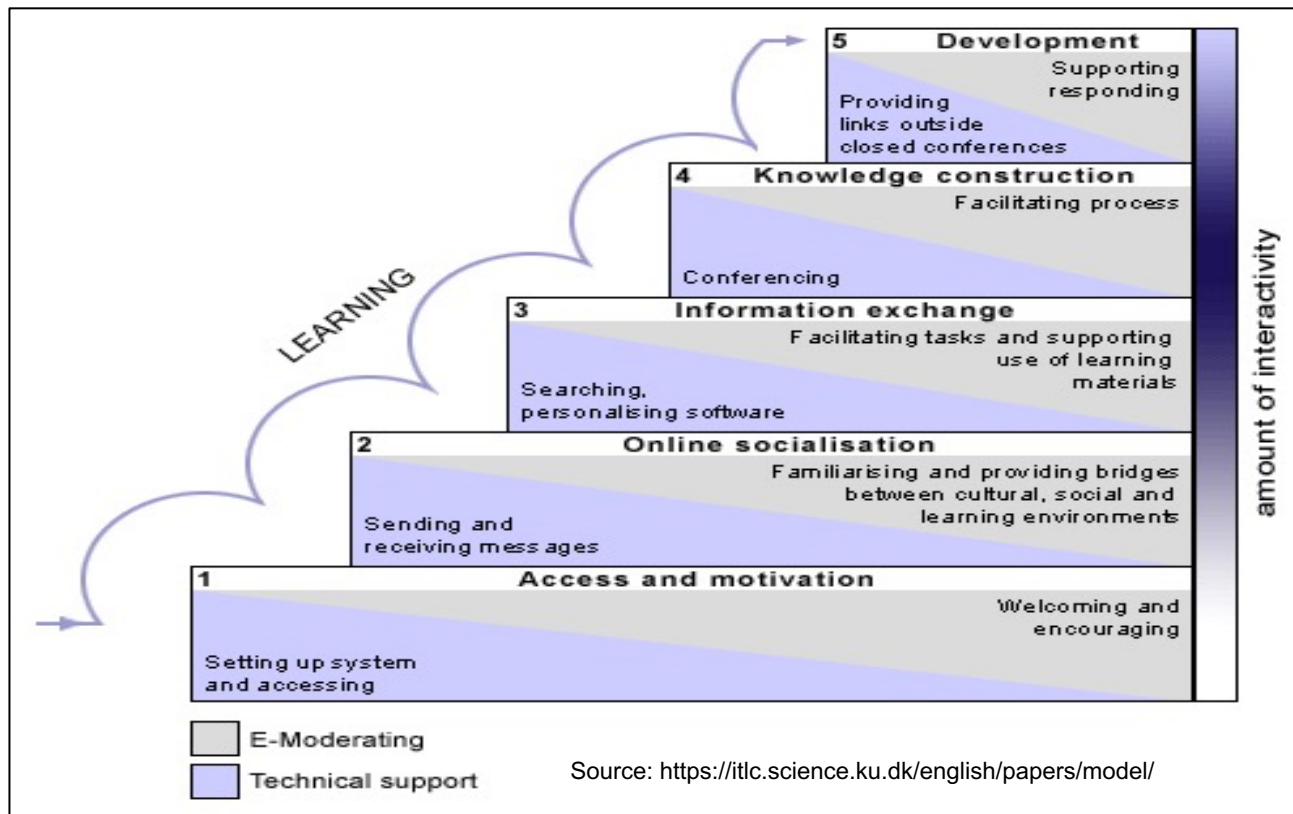 5 Development
Supporting
responding
Providing
links outside
closed conferences
4 Knowledge construction
Facilitating process
Conferencing
3 Information exchange
Facilitating tasks and supporting
use of learning
materials
Searching,
personalising software
2 Online socialisation
Familiarising and providing bridges
between cultural, social and
learning environments
Sending and
receiving messages
1 Access and motivation
Welcoming and
encouraging
Setting up system
and accessing
LEARNING
amount of interactivity
E-Moderating
Technical support
Source: https://itlc.science.ku.dk/english/papers/model/